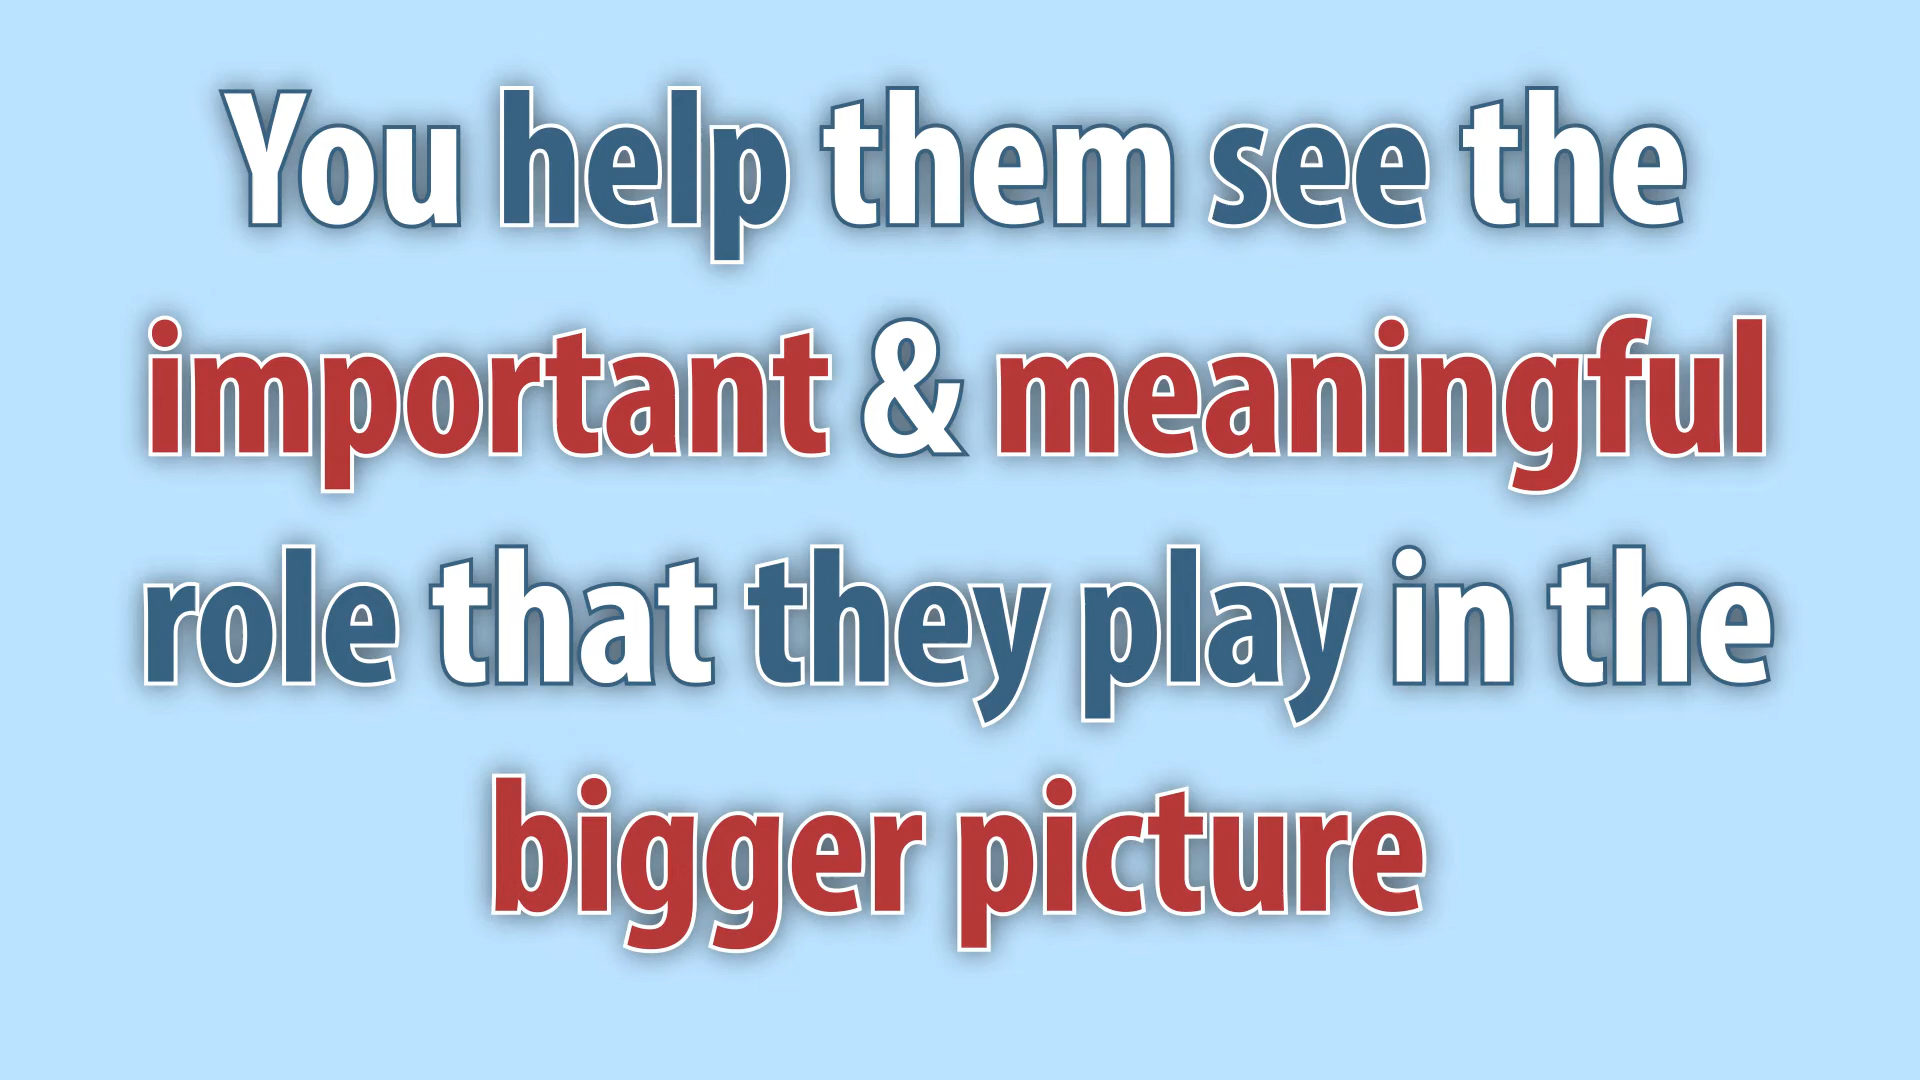 You help them see the
important & meaningful
role that they play in the
bigger picture